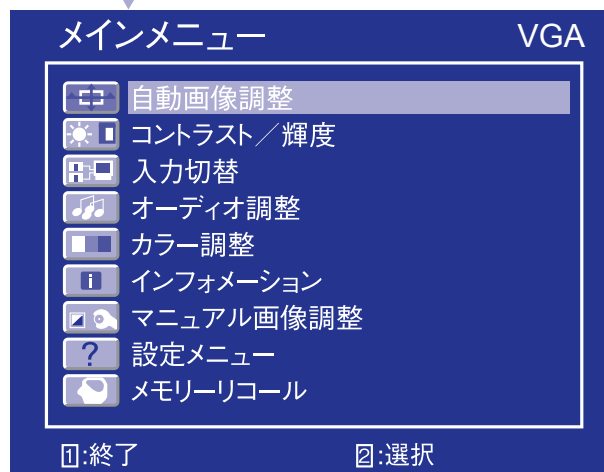 メインメニュー VGA
自動画像調整
コントラスト／輝度
入力切替
オーディオ調整
カラー調整
インフォメーション
マニュアル画像調整
設定メニュー
メモリーリコール
1:終了 2:選択